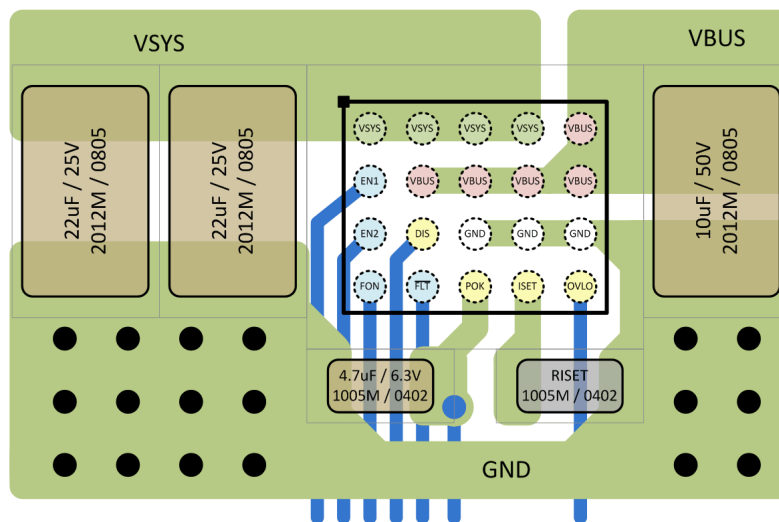 VSYS
VBUS
22uF / 25V
2012M / 0805
22uF / 25V
2012M / 0805
VSYS VSYS VSYS VSYS VBUS
EN1 VBUS VBUS VBUS VBUS
EN2 DIS GND GND GND
FON FLT POK ISET OVLO
10uF / 50V
2012M / 0805
4.7uF / 6.3V
1005M / 0402
RISET
1005M / 0402
GND